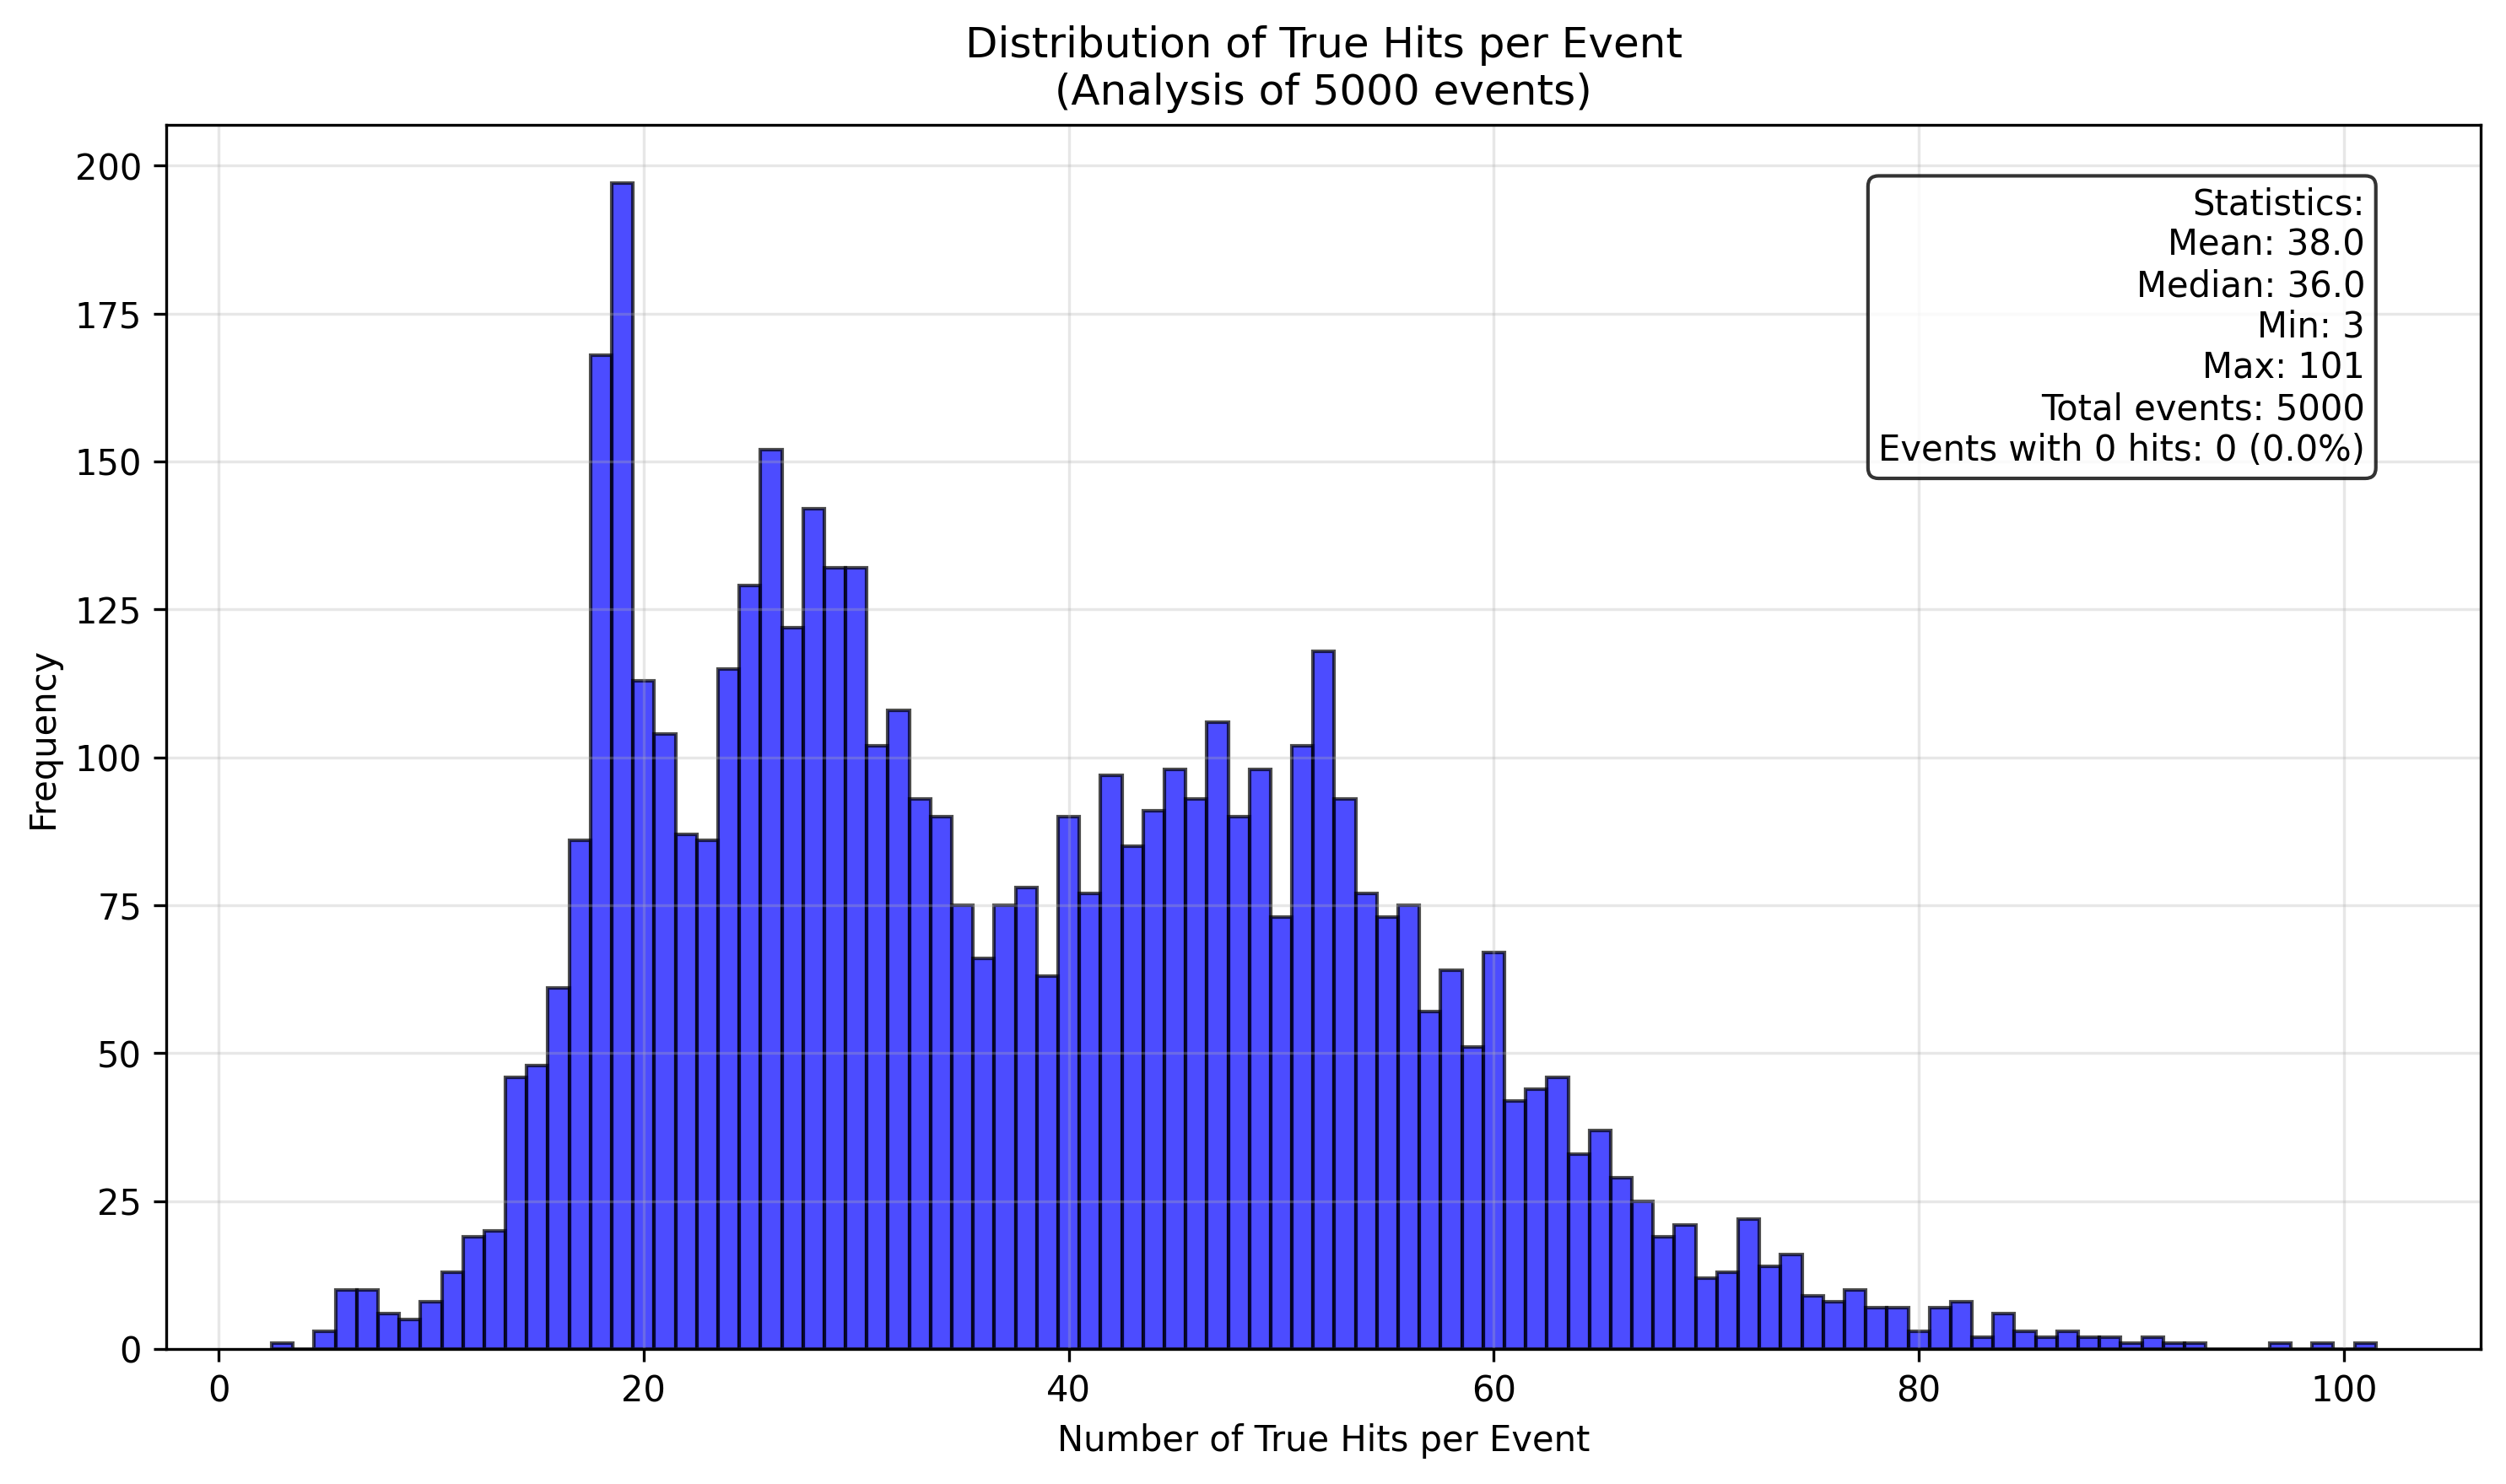 Distribution of True Hits per Event
(Analysis of 5000 events)
Statistics:
Mean: 38.0
Median: 36.0
Min: 3
Max: 101
Total events: 5000
Events with 0 hits: 0 (0.0%)
Frequency
200
175
150
125
100
75
50
25
0
0 20 40 60 80 100
Number of True Hits per Event